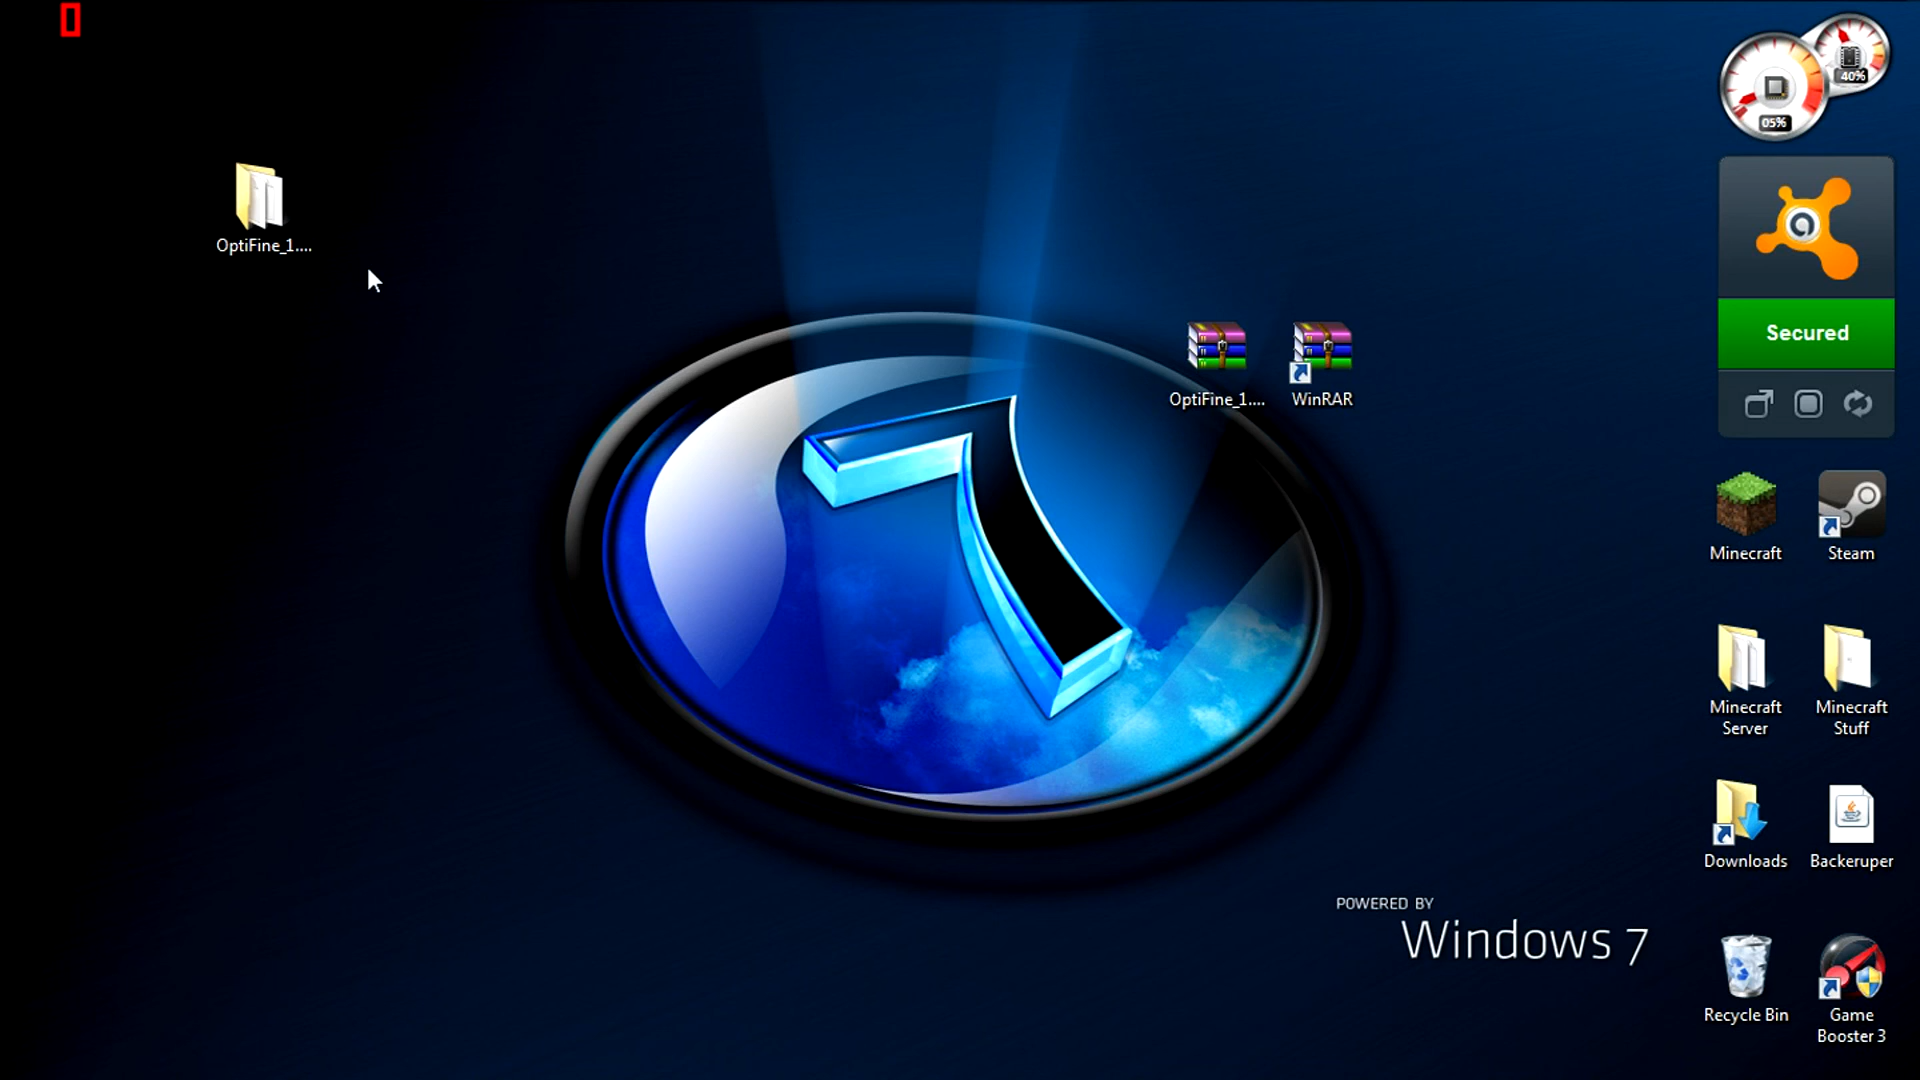 0
40%
05%
OptiFine_1....
Secured
OptiFine_1....
WinRAR
Minecraft
Steam
Minecraft
Server
Minecraft
Stuff
Downloads
Backeruper
POWERED BY
Windows 7
Recycle Bin
Game
Booster 3